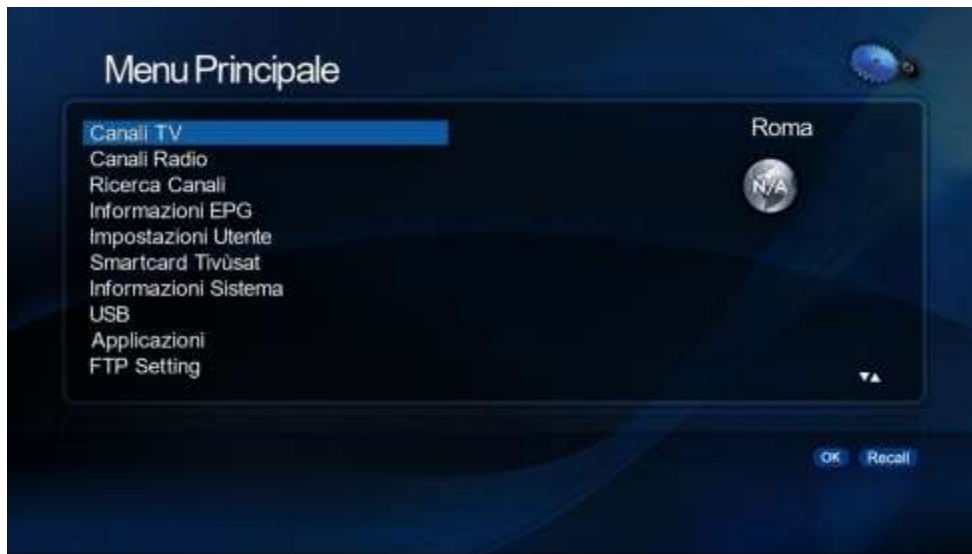 Menu Principale
Canali TV
Canali Radio
Ricerca Canali
Informazioni EPG
Impostazioni Utente
Smartcard Tivùsat
Informazioni Sistema
USB
Applicazioni
FTP Setting
Roma
N/A
OK Recall